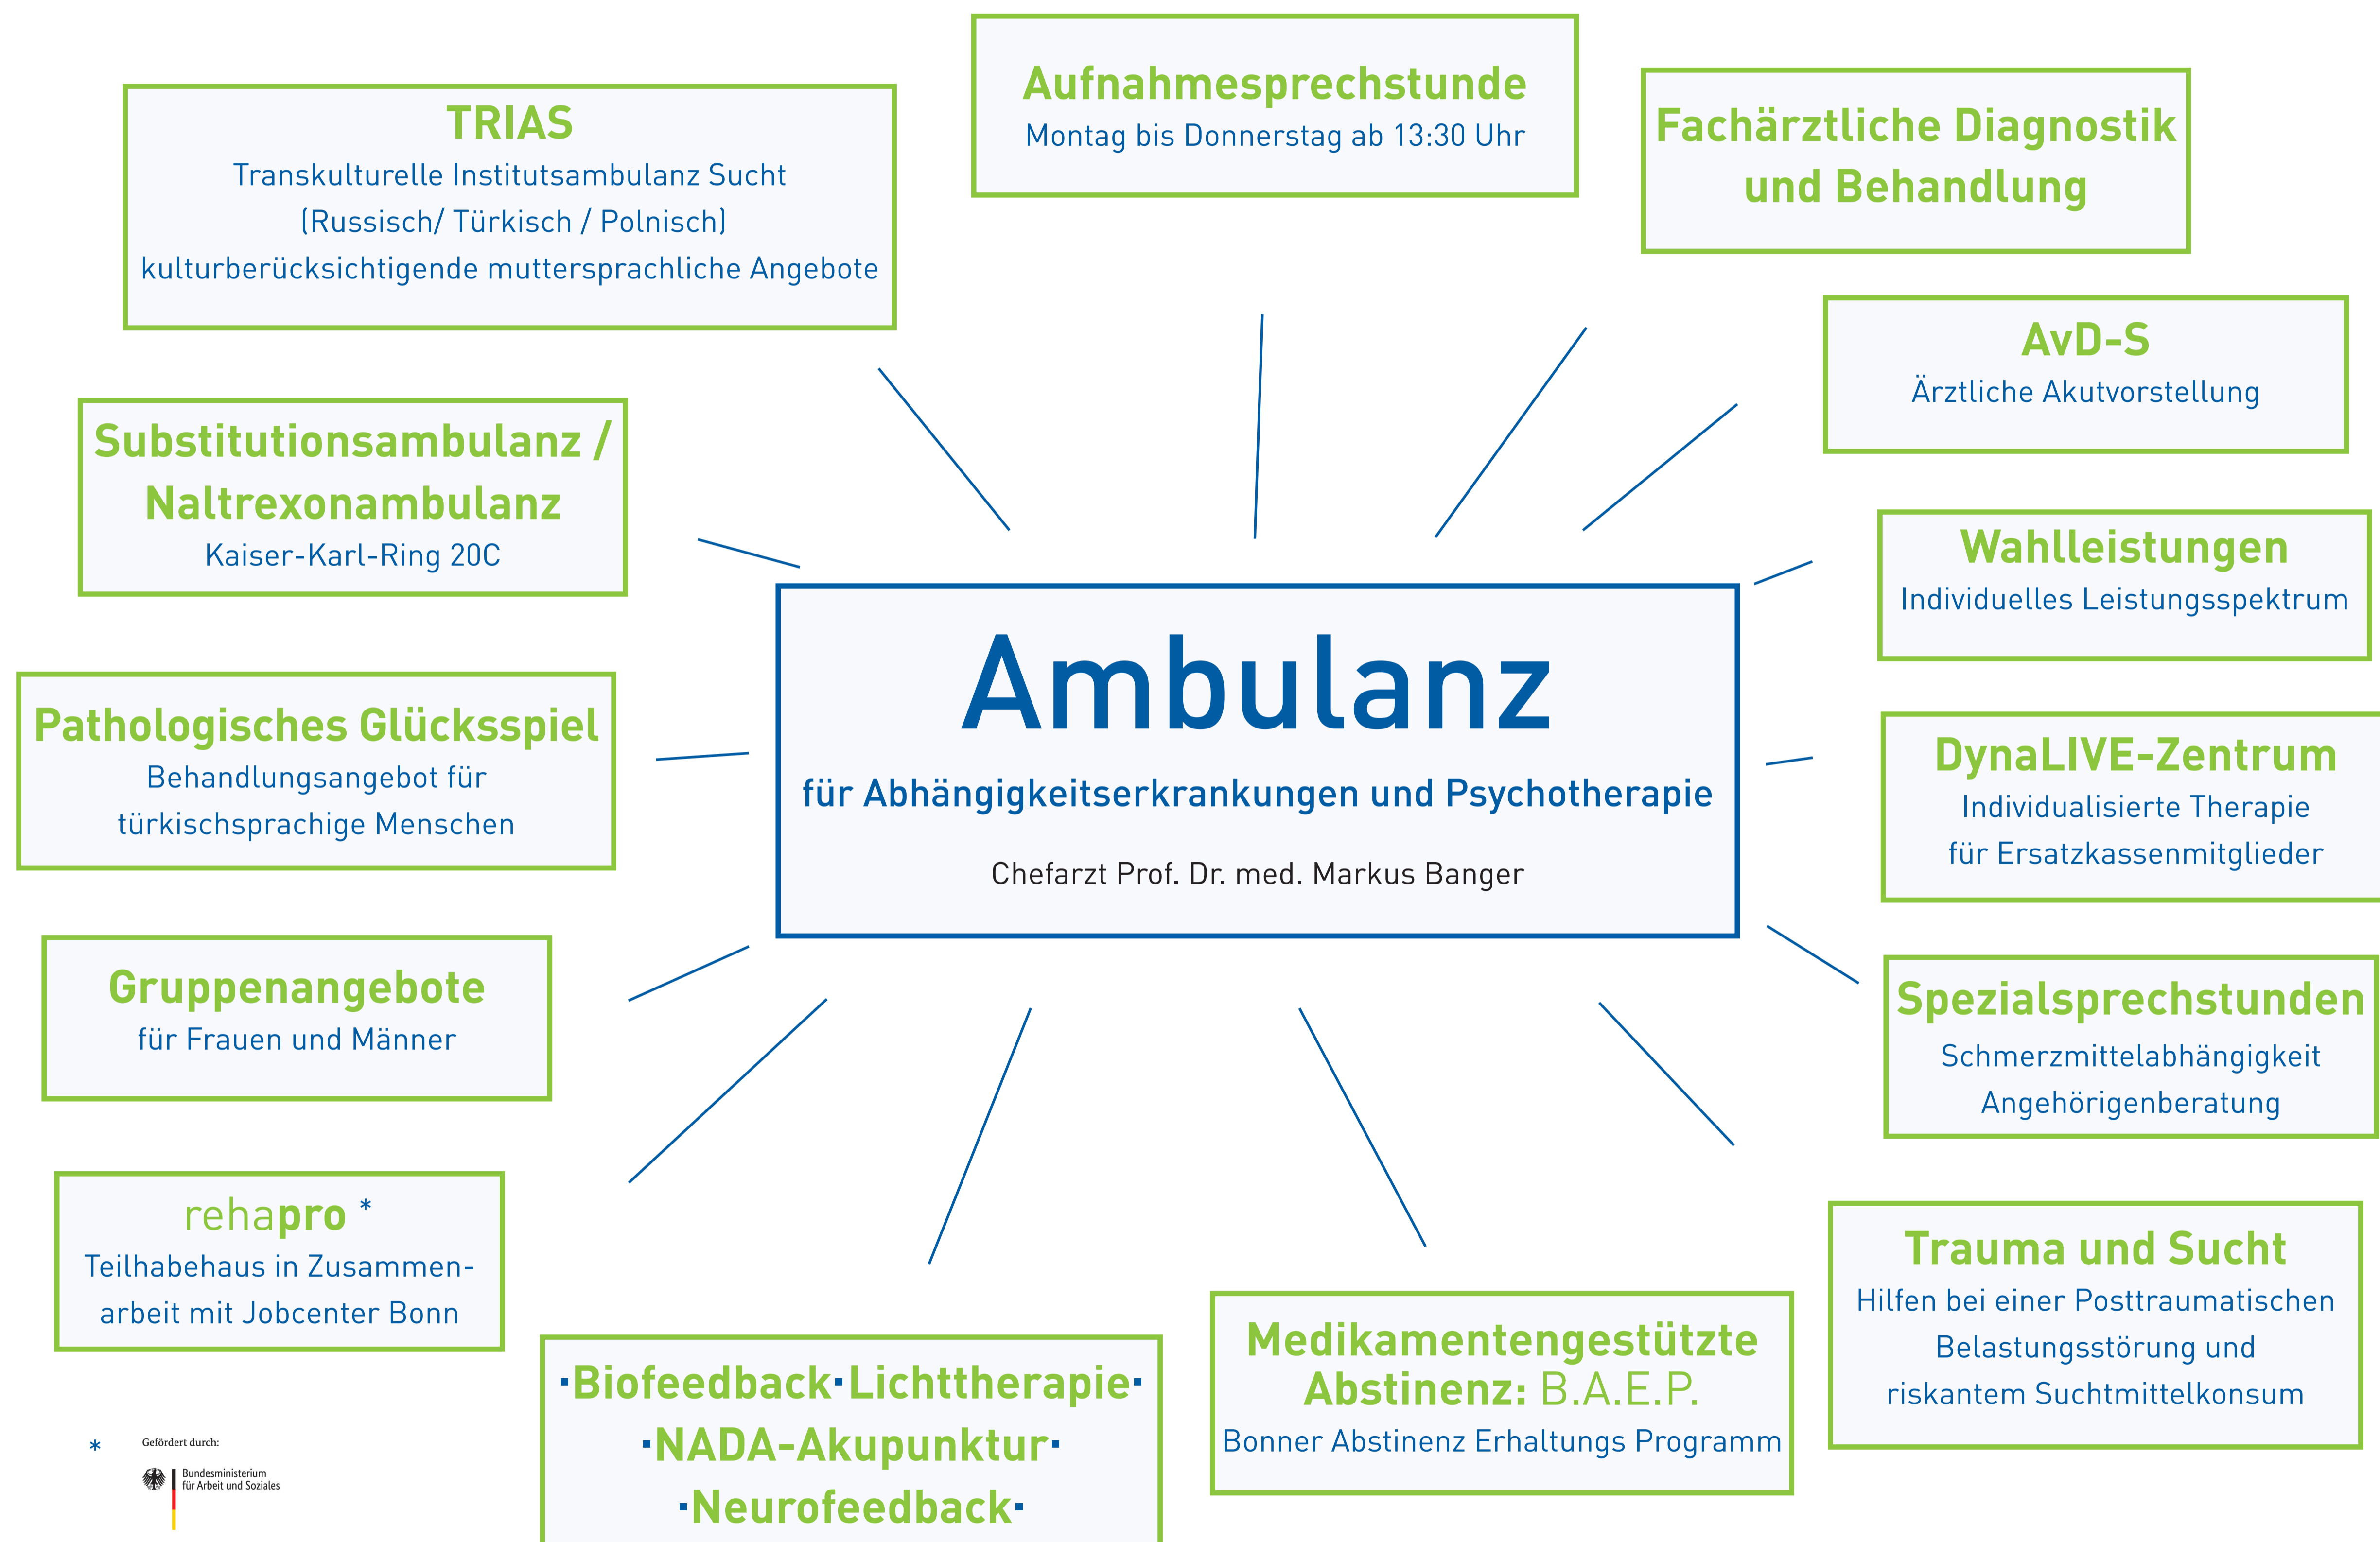 Aufnahmesprechstunde
Montag bis Donnerstag ab 13:30 Uhr
Fachärztliche Diagnostik
und Behandlung
TRIAS
Transkulturelle Institutsambulanz Sucht
(Russisch/ Türkisch / Polnisch)
kulturberücksichtigende muttersprachliche Angebote
AvD-S
Ärztliche Akutvorstellung
Substitutionsambulanz /
Naltrexonambulanz
Kaiser-Karl-Ring 20C
Wahlleistungen
Individuelles Leistungsspektrum
Ambulanz
für Abhängigkeitserkrankungen und Psychotherapie
Chefarzt Prof. Dr. med. Markus Banger
Pathologisches Glücksspiel
Behandlungsangebot für
türkischsprachige Menschen
DynaLIVE-Zentrum
Individualisierte Therapie
für Ersatzkassenmitglieder
Gruppenangebote
für Frauen und Männer
Spezialsprechstunden
Schmerzmittelabhängigkeit
Angehörigenberatung
rehapro *
Teilhabehaus in Zusammen-
arbeit mit Jobcenter Bonn
Trauma und Sucht
Hilfen bei einer Posttraumatischen
Belastungsstörung und
riskantem Suchtmittelkonsum
Medikamentengestützte
Abstinenz: B.A.E.P.
Bonner Abstinenz Erhaltungs Programm
·Biofeedback·Lichttherapie·
·NADA-Akupunktur·
·Neurofeedback·
* Gefördert durch:
Bundesministerium
für Arbeit und Soziales